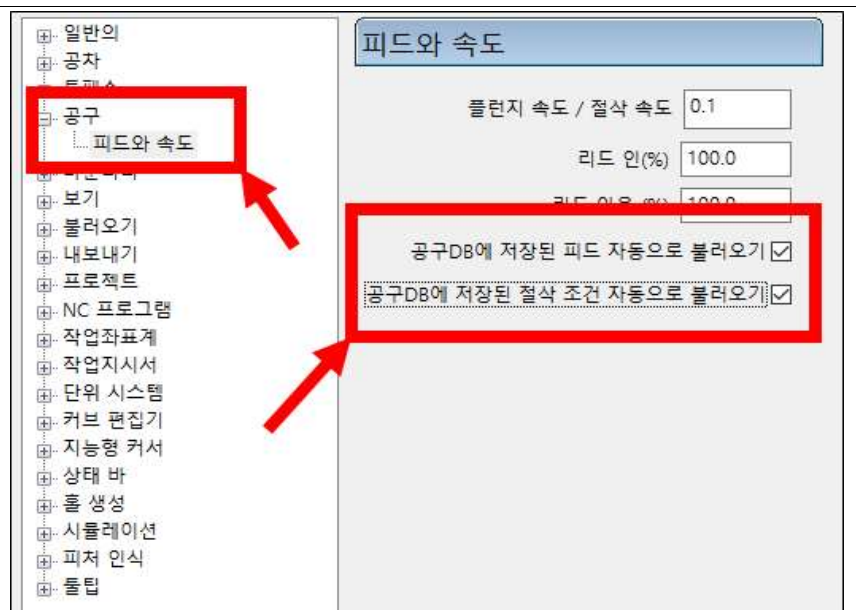 일반의
공차
공구
피드와 속도
보기
불러오기
내보내기
프로젝트
NC 프로그램
작업좌표계
작업지시서
단위 시스템
커브 편집기
지능형 커서
상태 바
홀 생성
시뮬레이션
피처 인식
툴팁
피드와 속도
플런지 속도 / 절삭 속도 0.1
리드 인(%) 100.0
공구DB에 저장된 피드 자동으로 불러오기
공구DB에 저장된 절삭 조건 자동으로 불러오기